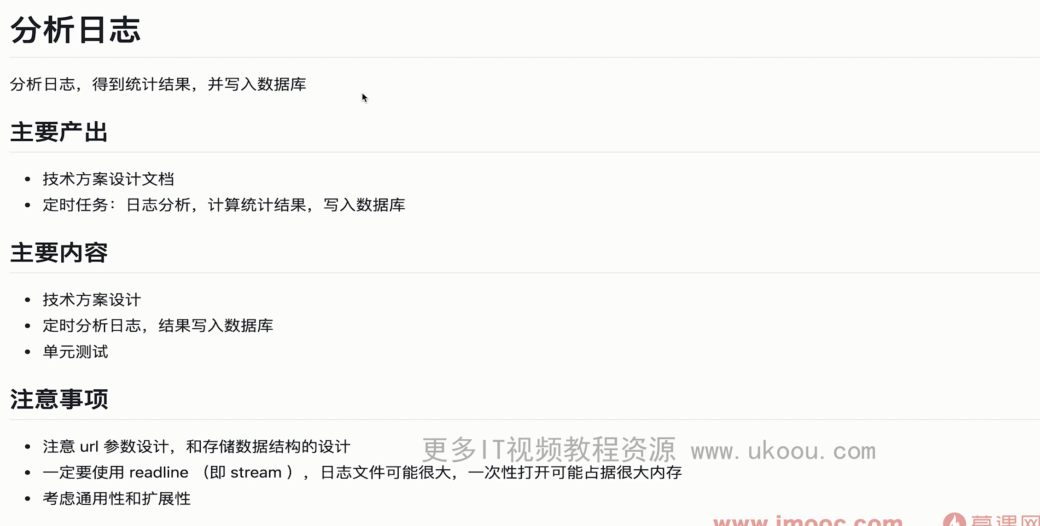 分析日志
分析日志，得到统计结果，并写入数据库
主要产出
• 技术方案设计文档
• 定时任务：日志分析，计算统计结果，写入数据库
主要内容
• 技术方案设计
• 定时分析日志，结果写入数据库
• 单元测试
注意事项
• 注意 url 参数设计，和存储数据结构的设计
更多IT视频教程资源 www.ukoou.com
• 一定要使用 readline （即 stream ），日志文件可能很大，一次性打开可能占据很大内存
• 考虑通用性和扩展性
www.imooc.com 慕课网